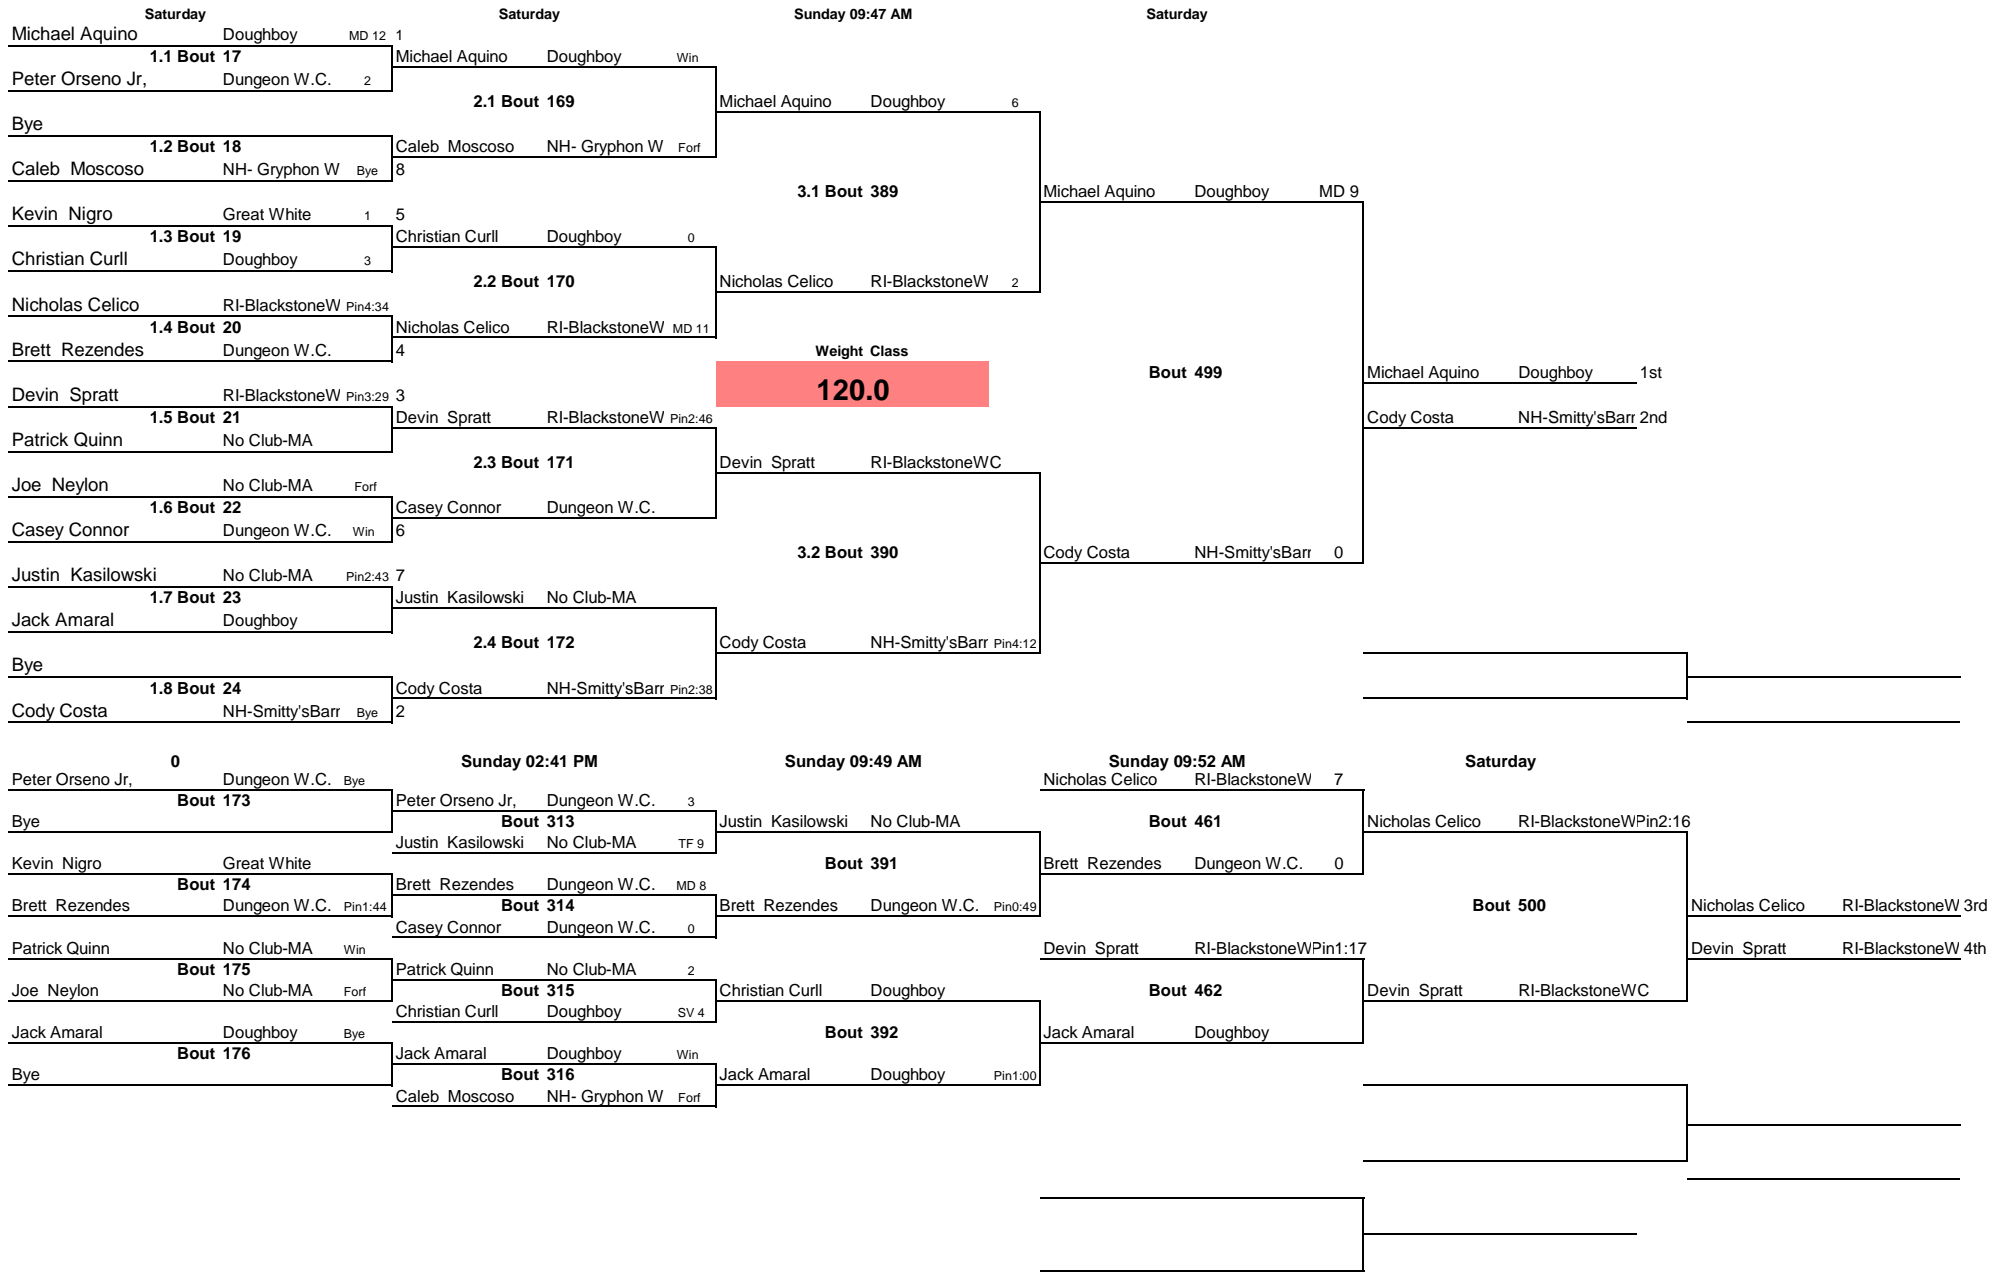 Saturday Saturday Sunday 09:47 AM Saturday
Michael Aquino Doughboy MD 12 1
1.1 Bout 17 Michael Aquino Doughboy Win
Peter Orseno Jr, Dungeon W.C. 2
2.1 Bout 169 Michael Aquino Doughboy 6
Bye
1.2 Bout 18 Caleb Moscoso NH- Gryphon W Forf
Caleb Moscoso NH- Gryphon W Bye 8
3.1 Bout 389 Michael Aquino Doughboy MD 9
Kevin Nigro Great White 1 5
1.3 Bout 19 Christian Curll Doughboy 0
Christian Curll Doughboy 3
2.2 Bout 170 Nicholas Celico RI-BlackstoneW 2
Nicholas Celico RI-BlackstoneW Pin4:34
1.4 Bout 20 Nicholas Celico RI-BlackstoneW MD 11
Brett Rezendes Dungeon W.C. 4 Weight Class
Bout 499 Michael Aquino Doughboy 1st
Devin Spratt RI-BlackstoneW Pin3:29 3 120.0
1.5 Bout 21 Devin Spratt RI-BlackstoneW Pin2:46 Cody Costa NH-Smitty'sBarr 2nd
Patrick Quinn No Club-MA
2.3 Bout 171 Devin Spratt RI-BlackstoneWC
Joe Neylon No Club-MA Forf
1.6 Bout 22 Casey Connor Dungeon W.C.
Casey Connor Dungeon W.C. Win 6
3.2 Bout 390 Cody Costa NH-Smitty'sBarr 0
Justin Kasilowski No Club-MA Pin2:43 7
1.7 Bout 23 Justin Kasilowski No Club-MA
Jack Amaral Doughboy
2.4 Bout 172 Cody Costa NH-Smitty'sBarr Pin4:12
Bye
1.8 Bout 24 Cody Costa NH-Smitty'sBarr Pin2:38
Cody Costa NH-Smitty'sBarr Bye 2
0 Sunday 02:41 PM Sunday 09:49 AM Sunday 09:52 AM Saturday
Peter Orseno Jr, Dungeon W.C. Bye Nicholas Celico RI-BlackstoneW 7
Bout 173 Peter Orseno Jr, Dungeon W.C. 3
Bye Bout 313 Justin Kasilowski No Club-MA Bout 461 Nicholas Celico RI-BlackstoneWPin2:16
Justin Kasilowski No Club-MA TF 9
Kevin Nigro Great White Bout 391 Brett Rezendes Dungeon W.C. 0
Bout 174 Brett Rezendes Dungeon W.C. MD 8
Brett Rezendes Dungeon W.C. Pin1:44 Bout 314 Brett Rezendes Dungeon W.C. Pin0:49 Bout 500 Nicholas Celico RI-BlackstoneW 3rd
Casey Connor Dungeon W.C. 0
Patrick Quinn No Club-MA Win Devin Spratt RI-BlackstoneWPin1:17 Devin Spratt RI-BlackstoneW 4th
Bout 175 Patrick Quinn No Club-MA 2
Joe Neylon No Club-MA Forf Bout 315 Christian Curll Doughboy Bout 462 Devin Spratt RI-BlackstoneWC
Christian Curll Doughboy SV 4
Jack Amaral Doughboy Bye Bout 392 Jack Amaral Doughboy
Bout 176 Jack Amaral Doughboy Win
Bye Bout 316 Jack Amaral Doughboy Pin1:00
Caleb Moscoso NH- Gryphon W Forf